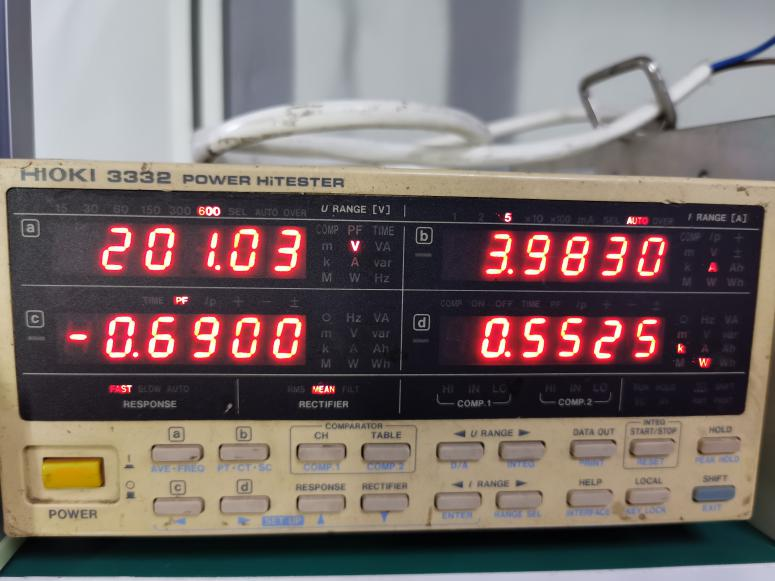 HIOKI 3332 POWER HiTESTER
15 30 60 150 300 600 SEL AUTO OVER U RANGE [V]
1 2 5 ×10 ×100 mA SEL AUTO OVER I RANGE [A]
a 201.03
COMP PF TIME
m V VA
k A var
M W Hz
b 3.9830
COMP /p +
m V −
k A Ah
M W Wh
TIME PF /p + − ±
c -0.6900
Hz VA
m V var
k A Ah
M W Wh
COMP ON OFF TIME PF /p + − ±
d 0.5525
Hz VA
m V var
k A Ah
M W Wh
FAST SLOW AUTO
RESPONSE
RMS MEAN FILT
RECTIFIER
HI IN LO
COMP.1
HI IN LO
COMP.2
POWER
a b
AVE·FREQ PT·CT·SC
COMPARATOR
CH TABLE
COMP.1 COMP.2
◄ U RANGE ►
D/A INTEG
DATA OUT
PRINT
INTEG
START/STOP
RESET
HOLD
PEAK HOLD
c d RESPONSE RECTIFIER
SET UP
◄ I RANGE ►
ENTER RANGE SEL
HELP
INTERFACE
LOCAL
KEY LOCK
SHIFT
EXIT